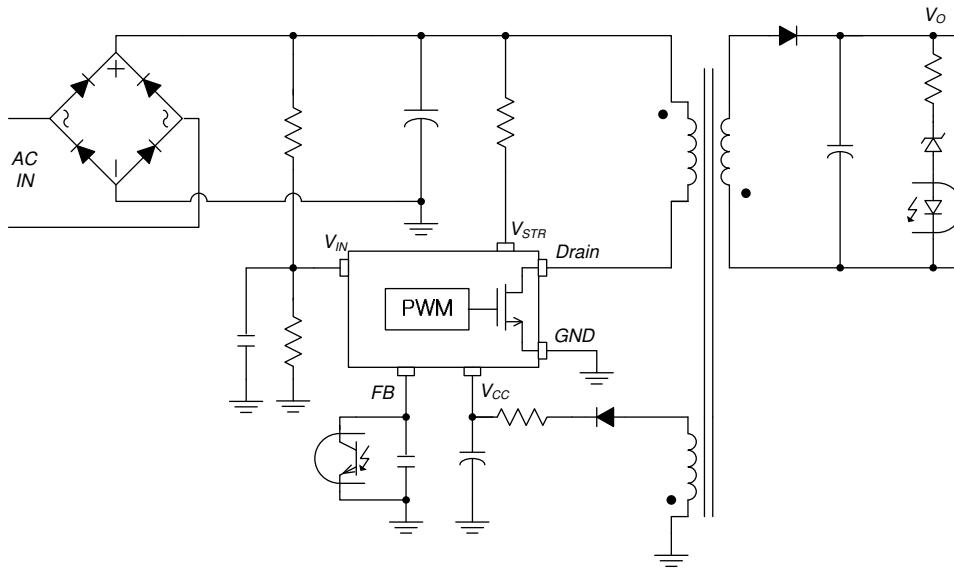 V_O
AC
IN
V_IN
V_STR
Drain
PWM
GND
FB
V_CC